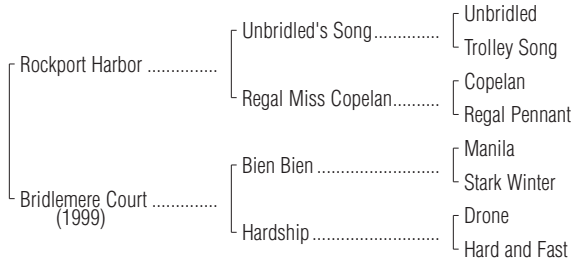 Unbridled
Unbridled's Song..............
Trolley Song
Rockport Harbor ...............
Copelan
Regal Miss Copelan..........
Regal Pennant
Manila
Bien Bien ..........................
Stark Winter
Bridlemere Court ..............
(1999)
Drone
Hardship ...........................
Hard and Fast